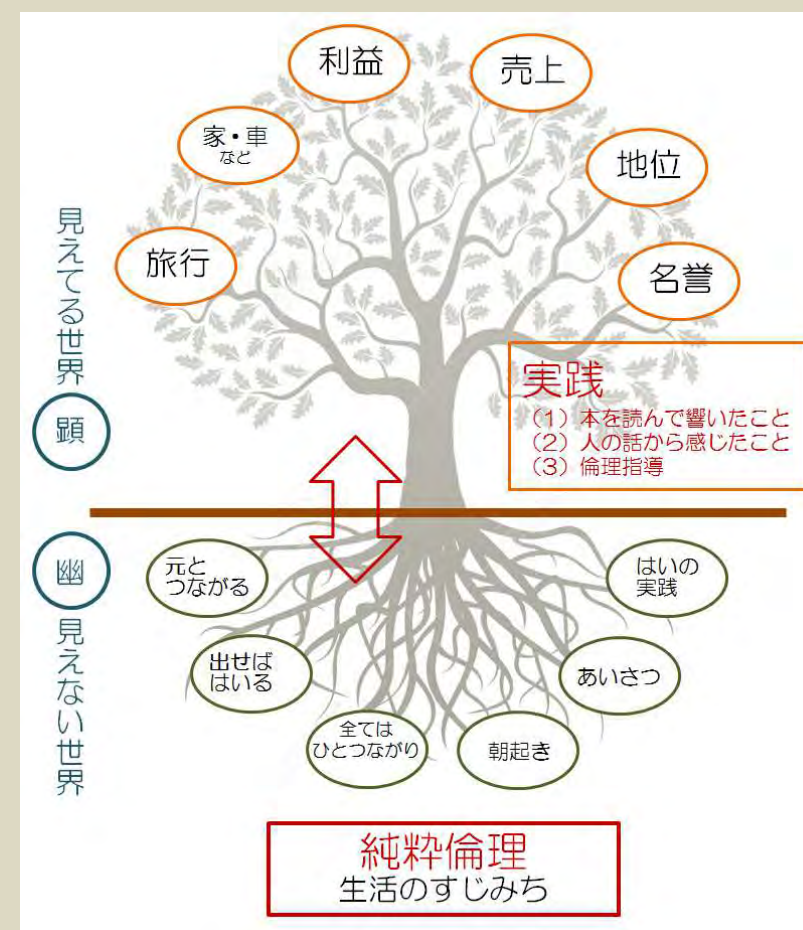 利益
売上
家・車
など
地位
旅行
名誉
見えてる世界
顕
実践
(1)本を読んで響いたこと
(2)人の話から感じたこと
(3)倫理指導
幽
見えない世界
元と
つながる
はいの
実践
出せば
はいる
あいさつ
全ては
ひとつながり
朝起き
純粋倫理
生活のすじみち